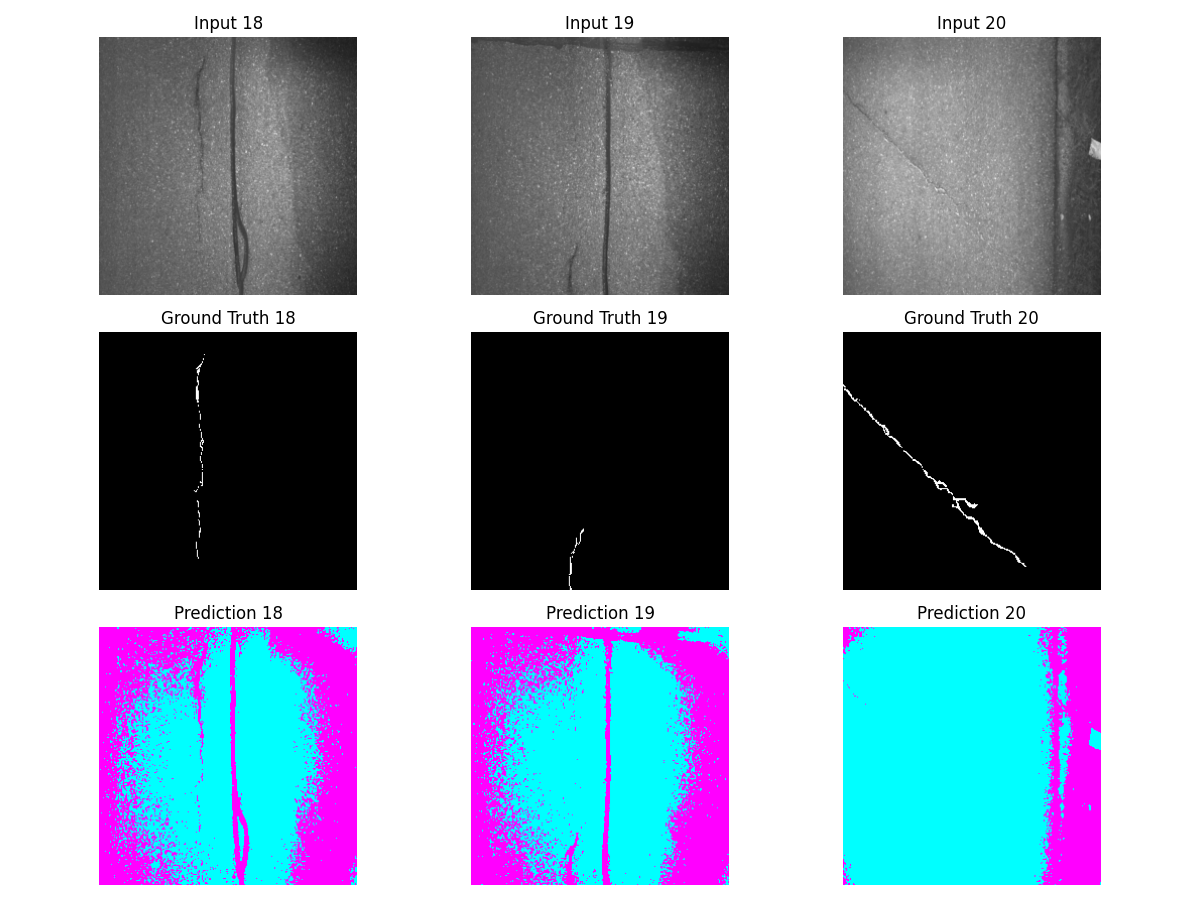 Input 18
Input 19
Input 20
Ground Truth 18
Ground Truth 19
Ground Truth 20
Prediction 18
Prediction 19
Prediction 20